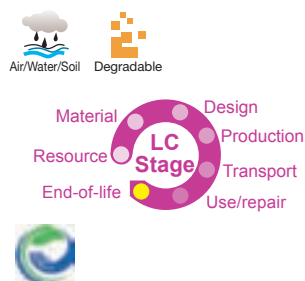 Air/Water/Soil
Degradable
Design
Material
Production
LC
Stage
Resource
Transport
End-of-life
Use/repair